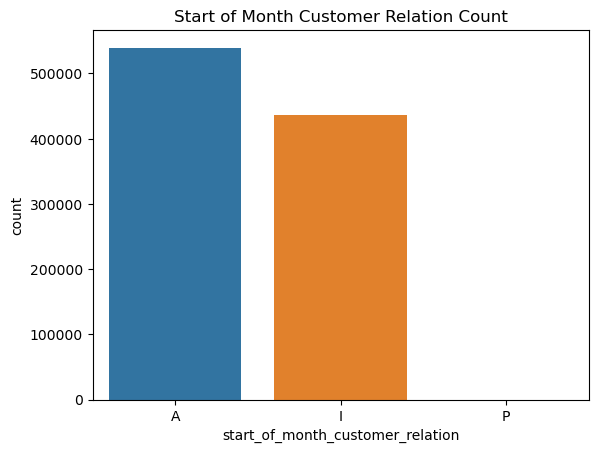 Start of Month Customer Relation Count
500000
400000
300000
200000
100000
0
count
A I P
start_of_month_customer_relation